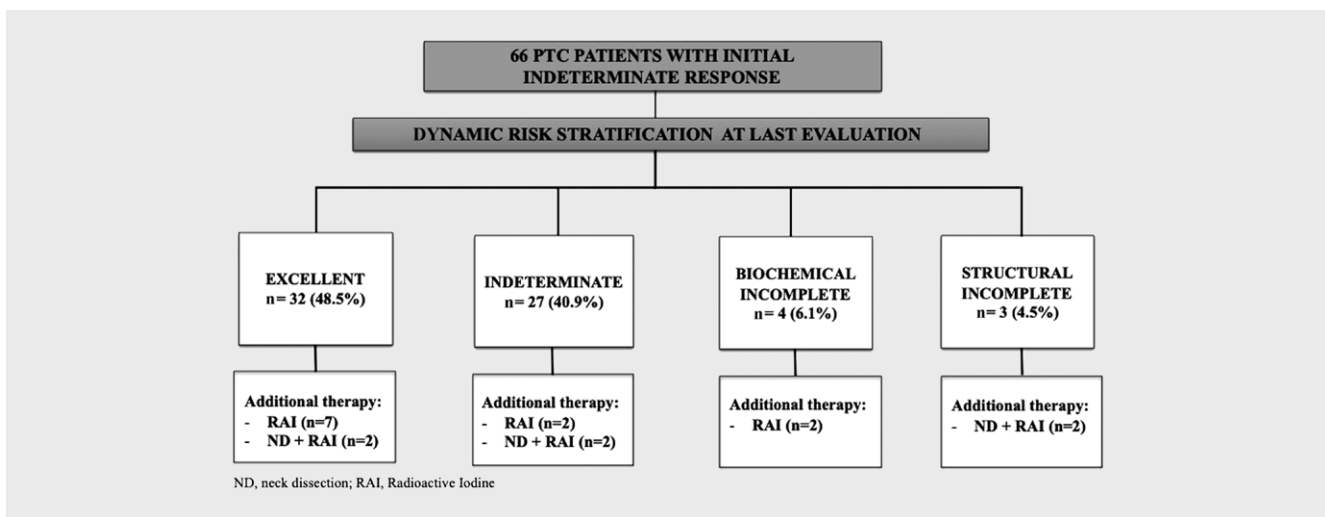 66 PTC PATIENTS WITH INITIAL
INDETERMINATE RESPONSE
DYNAMIC RISK STRATIFICATION AT LAST EVALUATION
EXCELLENT
n= 32 (48.5%)
INDETERMINATE
n= 27 (40.9%)
BIOCHEMICAL
INCOMPLETE
n= 4 (6.1%)
STRUCTURAL
INCOMPLETE
n= 3 (4.5%)
Additional therapy:
- RAI (n=7)
- ND + RAI (n=2)
Additional therapy:
- RAI (n=2)
- ND + RAI (n=2)
Additional therapy:
- RAI (n=2)
Additional therapy:
- ND + RAI (n=2)
ND, neck dissection; RAI, Radioactive Iodine